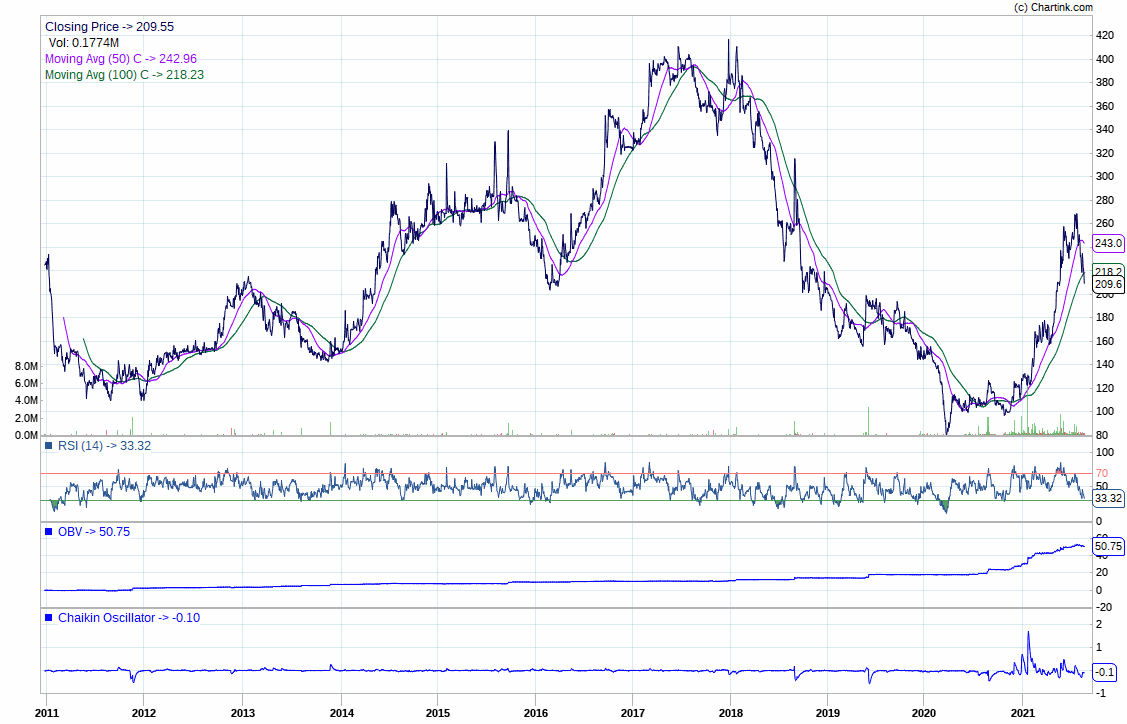 (c) Chartink.com
Closing Price -> 209.55
Vol: 0.1774M
Moving Avg (50) C -> 242.96
Moving Avg (100) C -> 218.23
420
400
380
360
340
320
300
280
260
243.0
218.2
209.6
200
180
160
140
120
100
80
8.0M
6.0M
4.0M
2.0M
0.0M
RSI (14) -> 33.32
100
70
50
33.32
0
OBV -> 50.75
60
50.75
40
20
0
-20
Chaikin Oscillator -> -0.10
2
1
-0.1
-1
2011 2012 2013 2014 2015 2016 2017 2018 2019 2020 2021